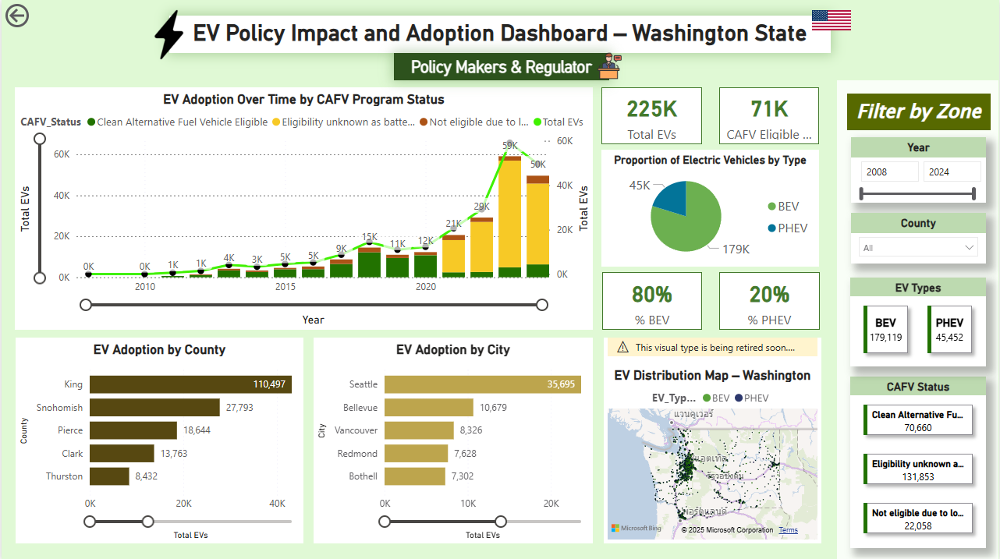 EV Policy Impact and Adoption Dashboard – Washington State
Policy Makers & Regulator
EV Adoption Over Time by CAFV Program Status
CAFV_Status Clean Alternative Fuel Vehicle Eligible Eligibility unknown as batte... Not eligible due to l... Total EVs
60K
40K
20K
0K
Total EVs
0K 0K 1K 1K 4K 3K 5K 5K 9K 15K 11K 12K 21K 29K 59K 50K
60K
40K
20K
0K
Total EVs
2010 2015 2020
Year
225K
Total EVs
71K
CAFV Eligible ...
Proportion of Electric Vehicles by Type
45K
179K
BEV
PHEV
80%
% BEV
20%
% PHEV
EV Adoption by County
County
King 110,497
Snohomish 27,793
Pierce 18,644
Clark 13,763
Thurston 8,432
0K 20K 40K
Total EVs
EV Adoption by City
City
Seattle 35,695
Bellevue 10,679
Vancouver 8,326
Redmond 7,628
Bothell 7,302
0K 10K 20K
Total EVs
This visual type is being retired soon....
EV Distribution Map – Washington
EV_Typ... BEV PHEV
แวนคูเวอร์
รัฐวอชิงตัน
พอร์ตแลนด์
Microsoft Bing
© 2025 Microsoft Corporation Terms
Filter by Zone
Year
2008 2024
County
All
EV Types
BEV
179,119
PHEV
45,452
CAFV Status
Clean Alternative Fu...
70,660
Eligibility unknown a...
131,853
Not eligible due to lo...
22,058